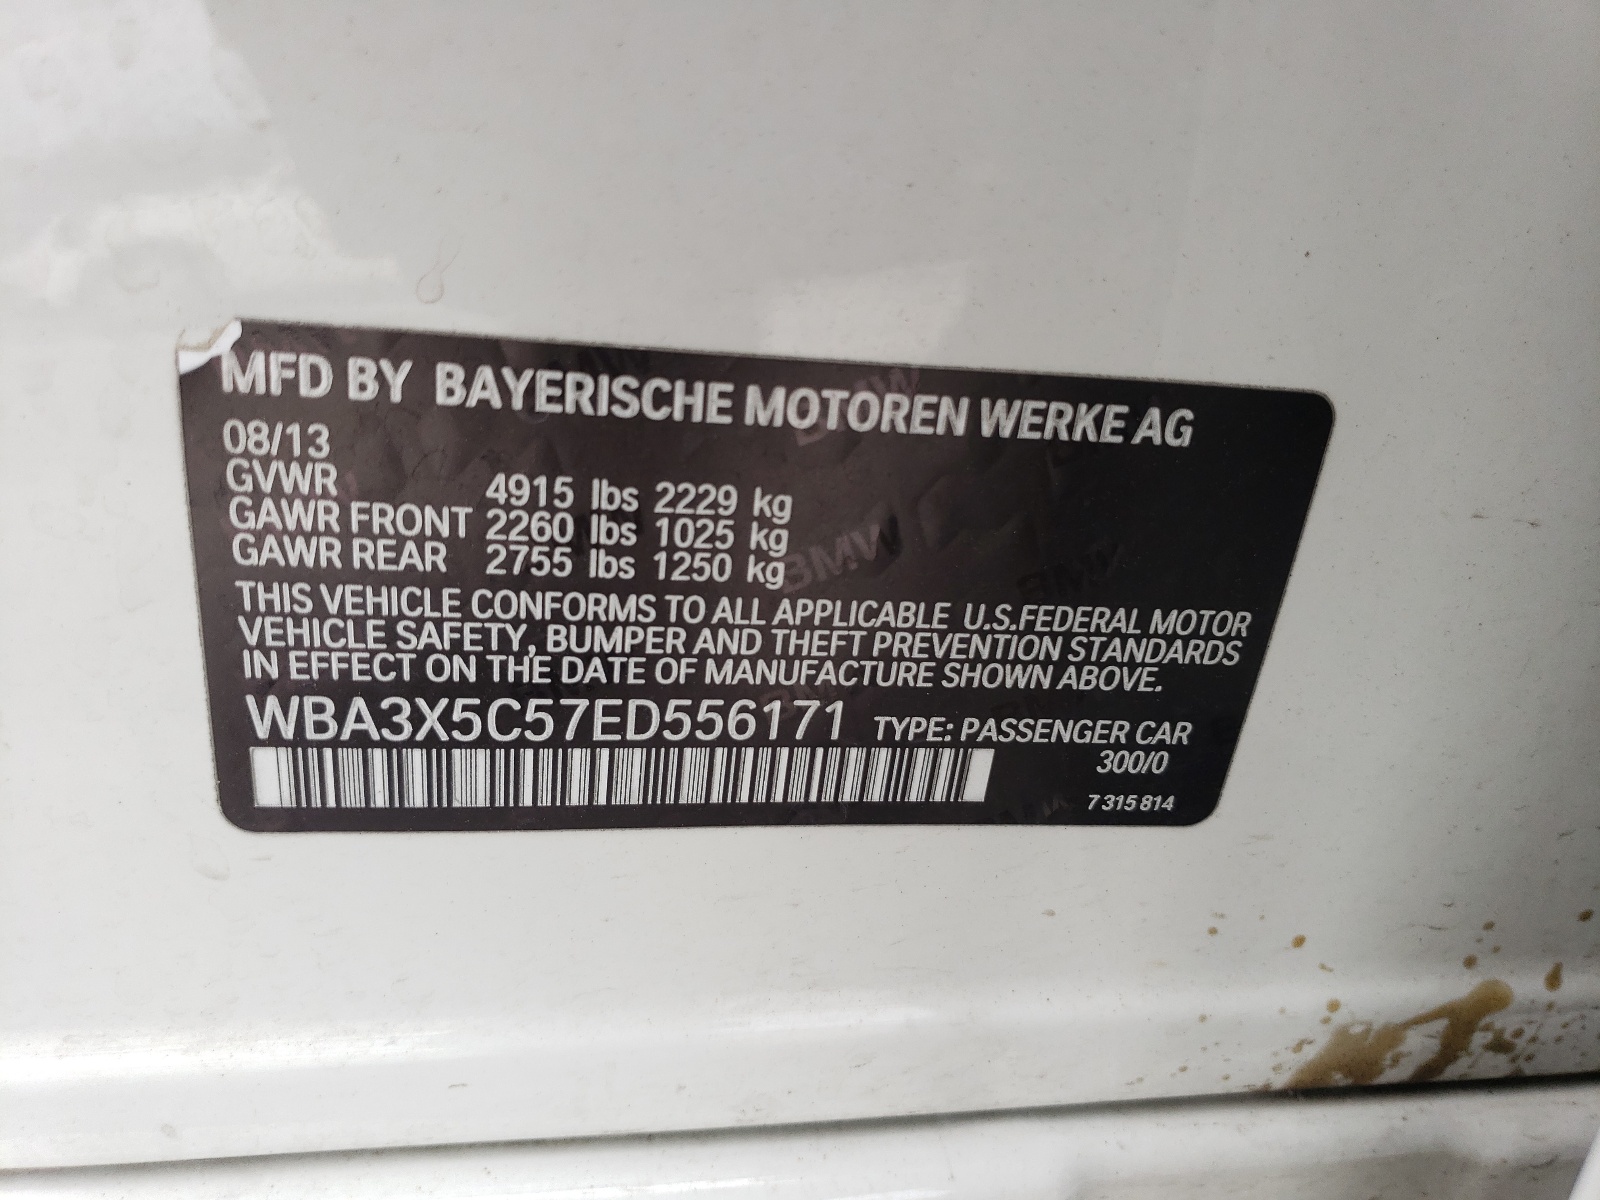 MFD BY BAYERISCHE MOTOREN WERKE AG
08/13
GVWR 4915 lbs 2229 kg
GAWR FRONT 2260 lbs 1025 kg
GAWR REAR 2755 lbs 1250 kg
THIS VEHICLE CONFORMS TO ALL APPLICABLE U.S.FEDERAL MOTOR
VEHICLE SAFETY, BUMPER AND THEFT PREVENTION STANDARDS
IN EFFECT ON THE DATE OF MANUFACTURE SHOWN ABOVE.
WBA3X5C57ED556171 TYPE: PASSENGER CAR
300/0
7 315 814